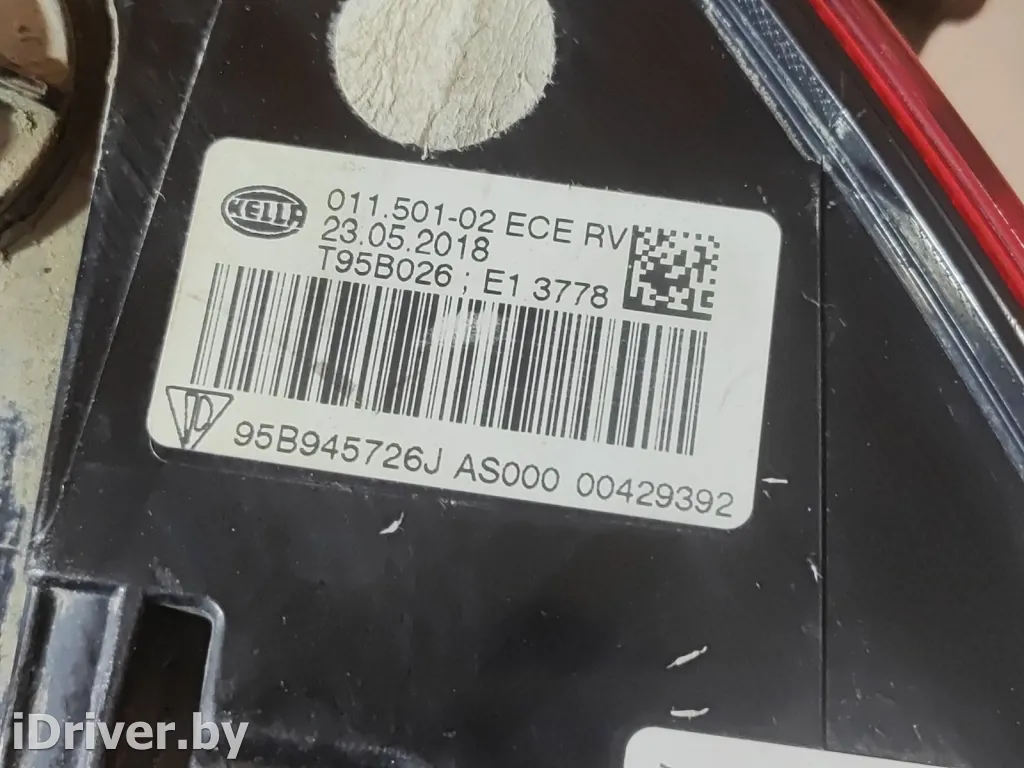 HELLA
011.501-02 ECE RV
23.05.2018
T95B026 ; E1 3778
95B945726J AS000 00429392
iDriver.by